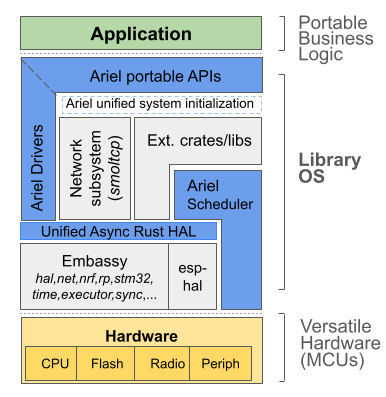 Application
Portable
Business
Logic
Ariel portable APIs
Ariel unified system initialization
Ariel Drivers
Network
subsystem
(smoltcp)
Ext. crates/libs
Ariel
Scheduler
Library
OS
Unified Async Rust HAL
Embassy
hal,net,nrf,rp,stm32,
time,executor,sync,...
esp-
hal
Hardware
CPU
Flash
Radio
Periph
Versatile
Hardware
(MCUs)